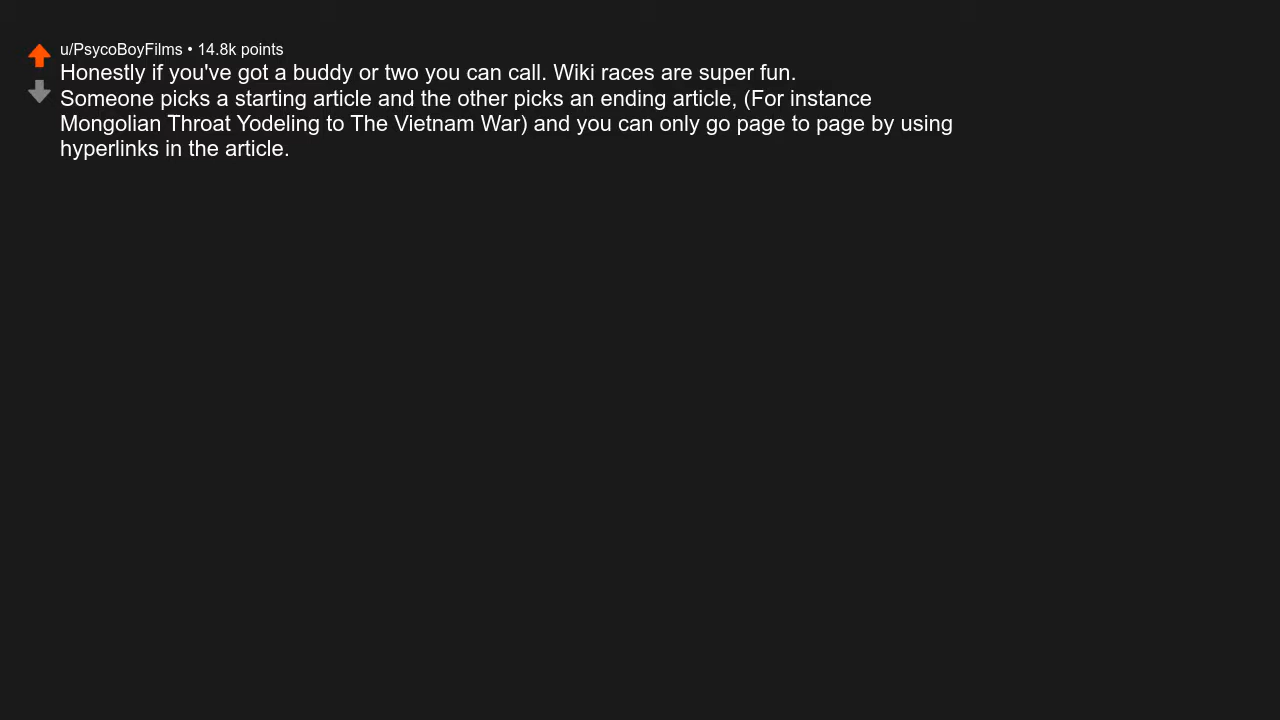 u/PsycoBoyFilms • 14.8k points
Honestly if you've got a buddy or two you can call. Wiki races are super fun.
Someone picks a starting article and the other picks an ending article, (For instance
Mongolian Throat Yodeling to The Vietnam War) and you can only go page to page by using
hyperlinks in the article.